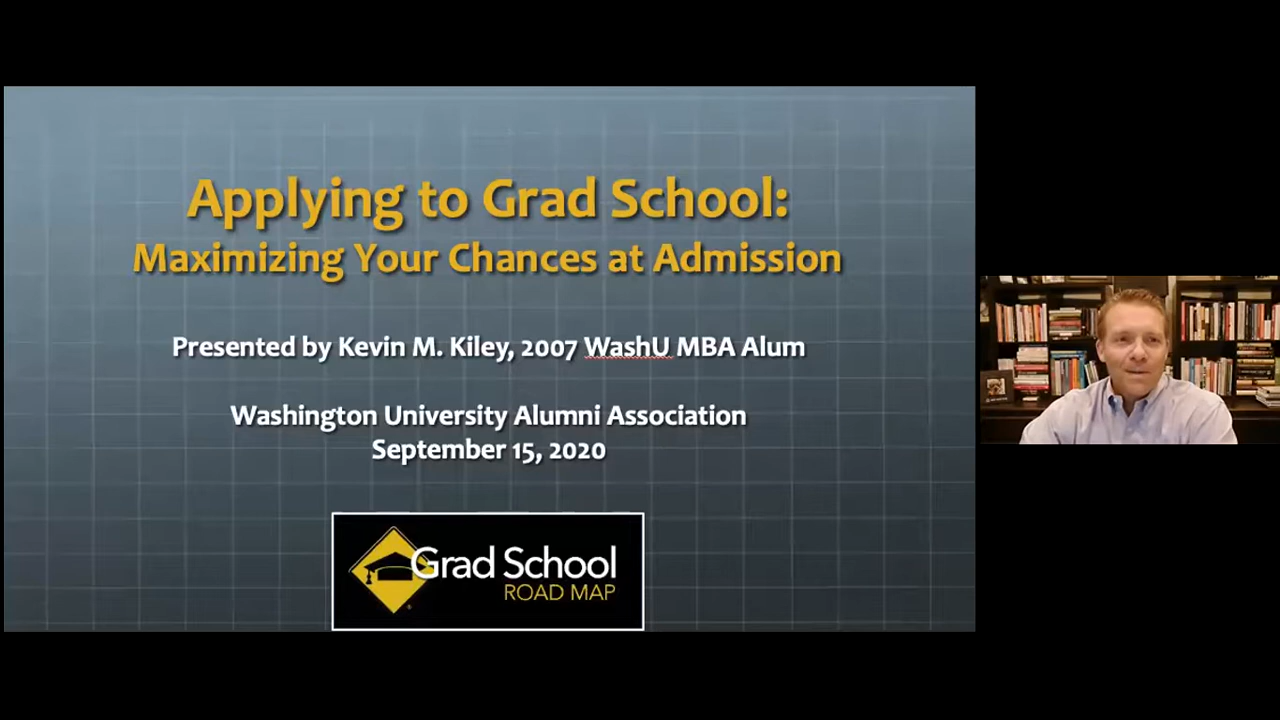 Applying to Grad School:
Maximizing Your Chances at Admission
Presented by Kevin M. Kiley, 2007 WashU MBA Alum
Washington University Alumni Association
September 15, 2020
Grad School
ROAD MAP